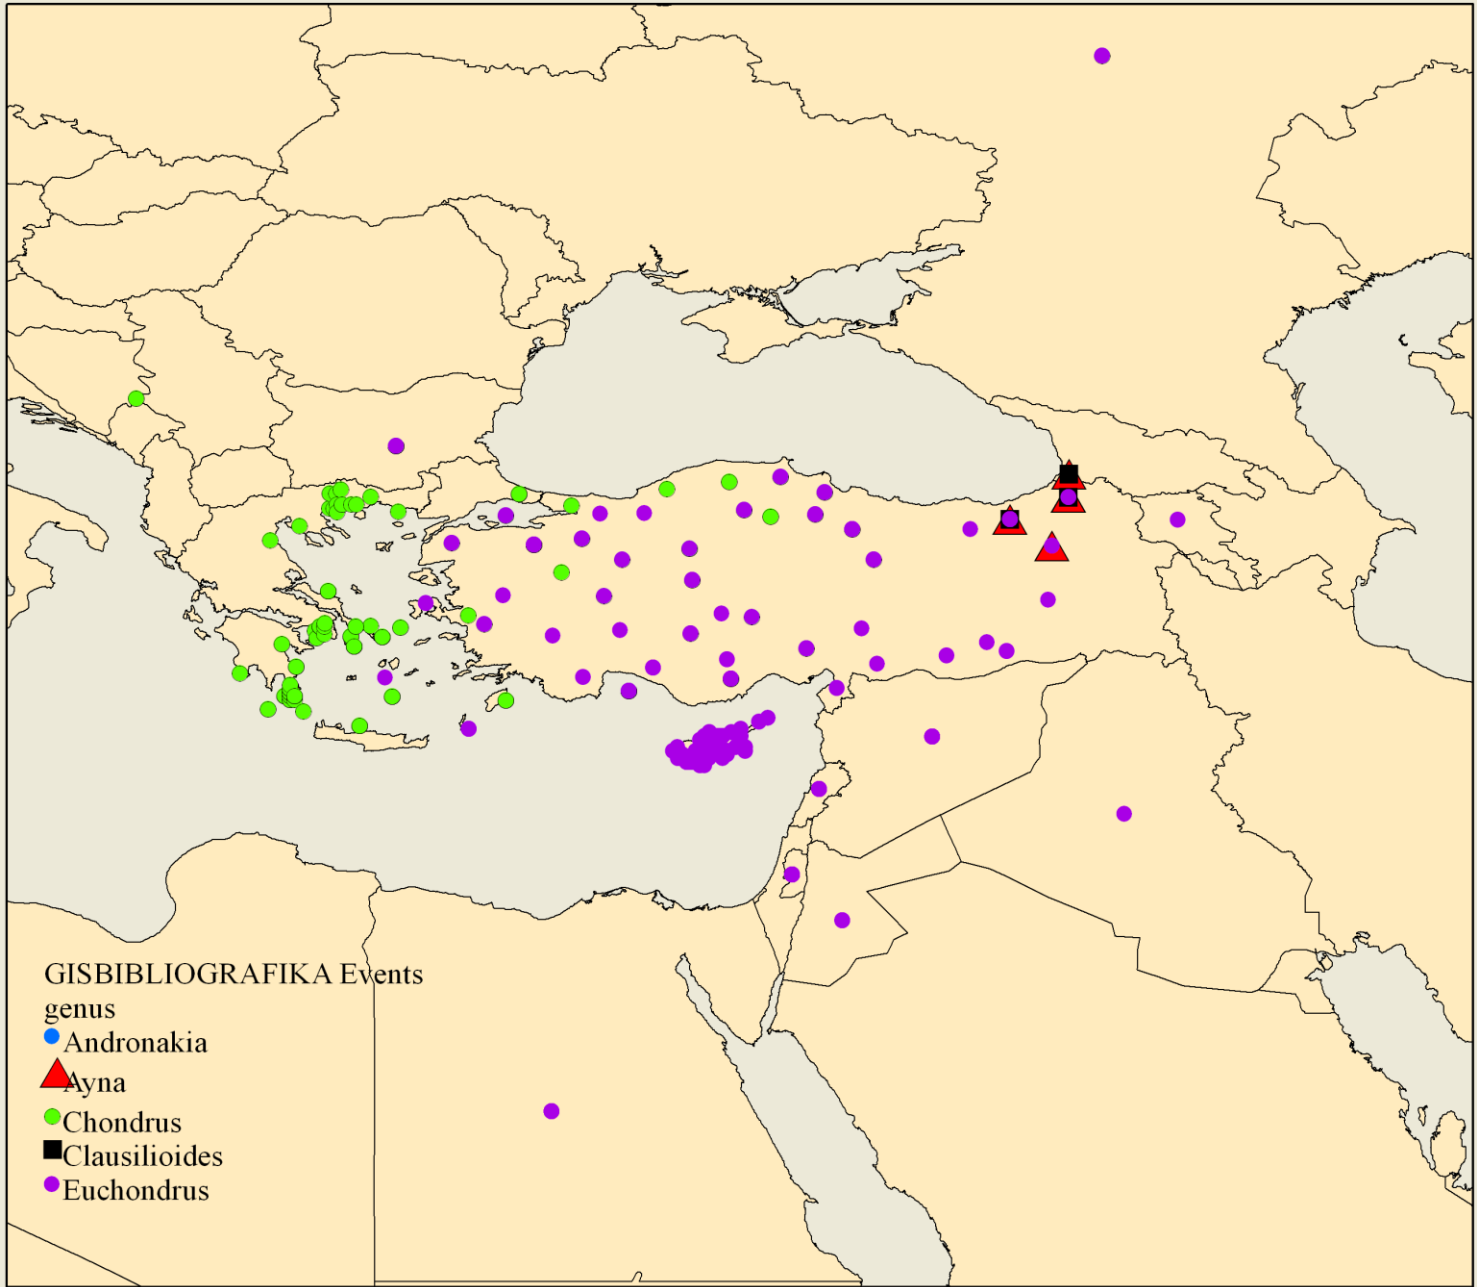 GISBIBLIOGRAFIKA Events
genus
Andronakia
Ayna
Chondrus
Clausilioides
Euchondrus